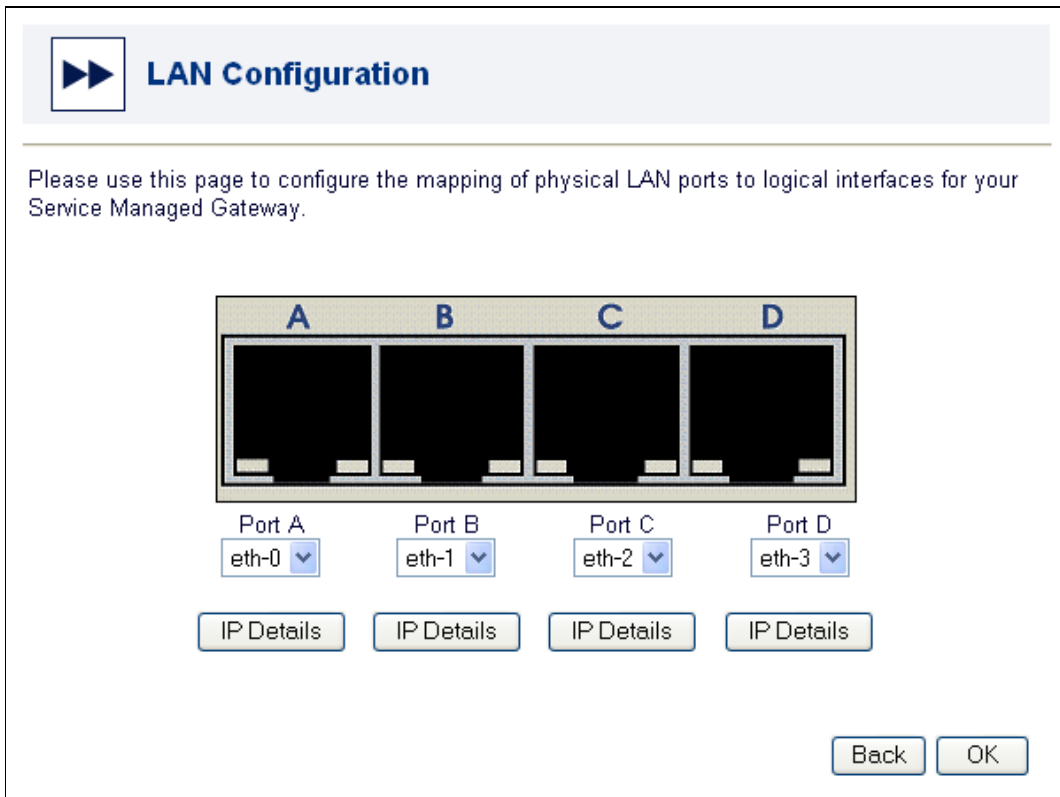 LAN Configuration
Please use this page to configure the mapping of physical LAN ports to logical interfaces for your
Service Managed Gateway.
A B C D
Port A Port B Port C Port D
eth-0 eth-1 eth-2 eth-3
IP Details IP Details IP Details IP Details
Back OK